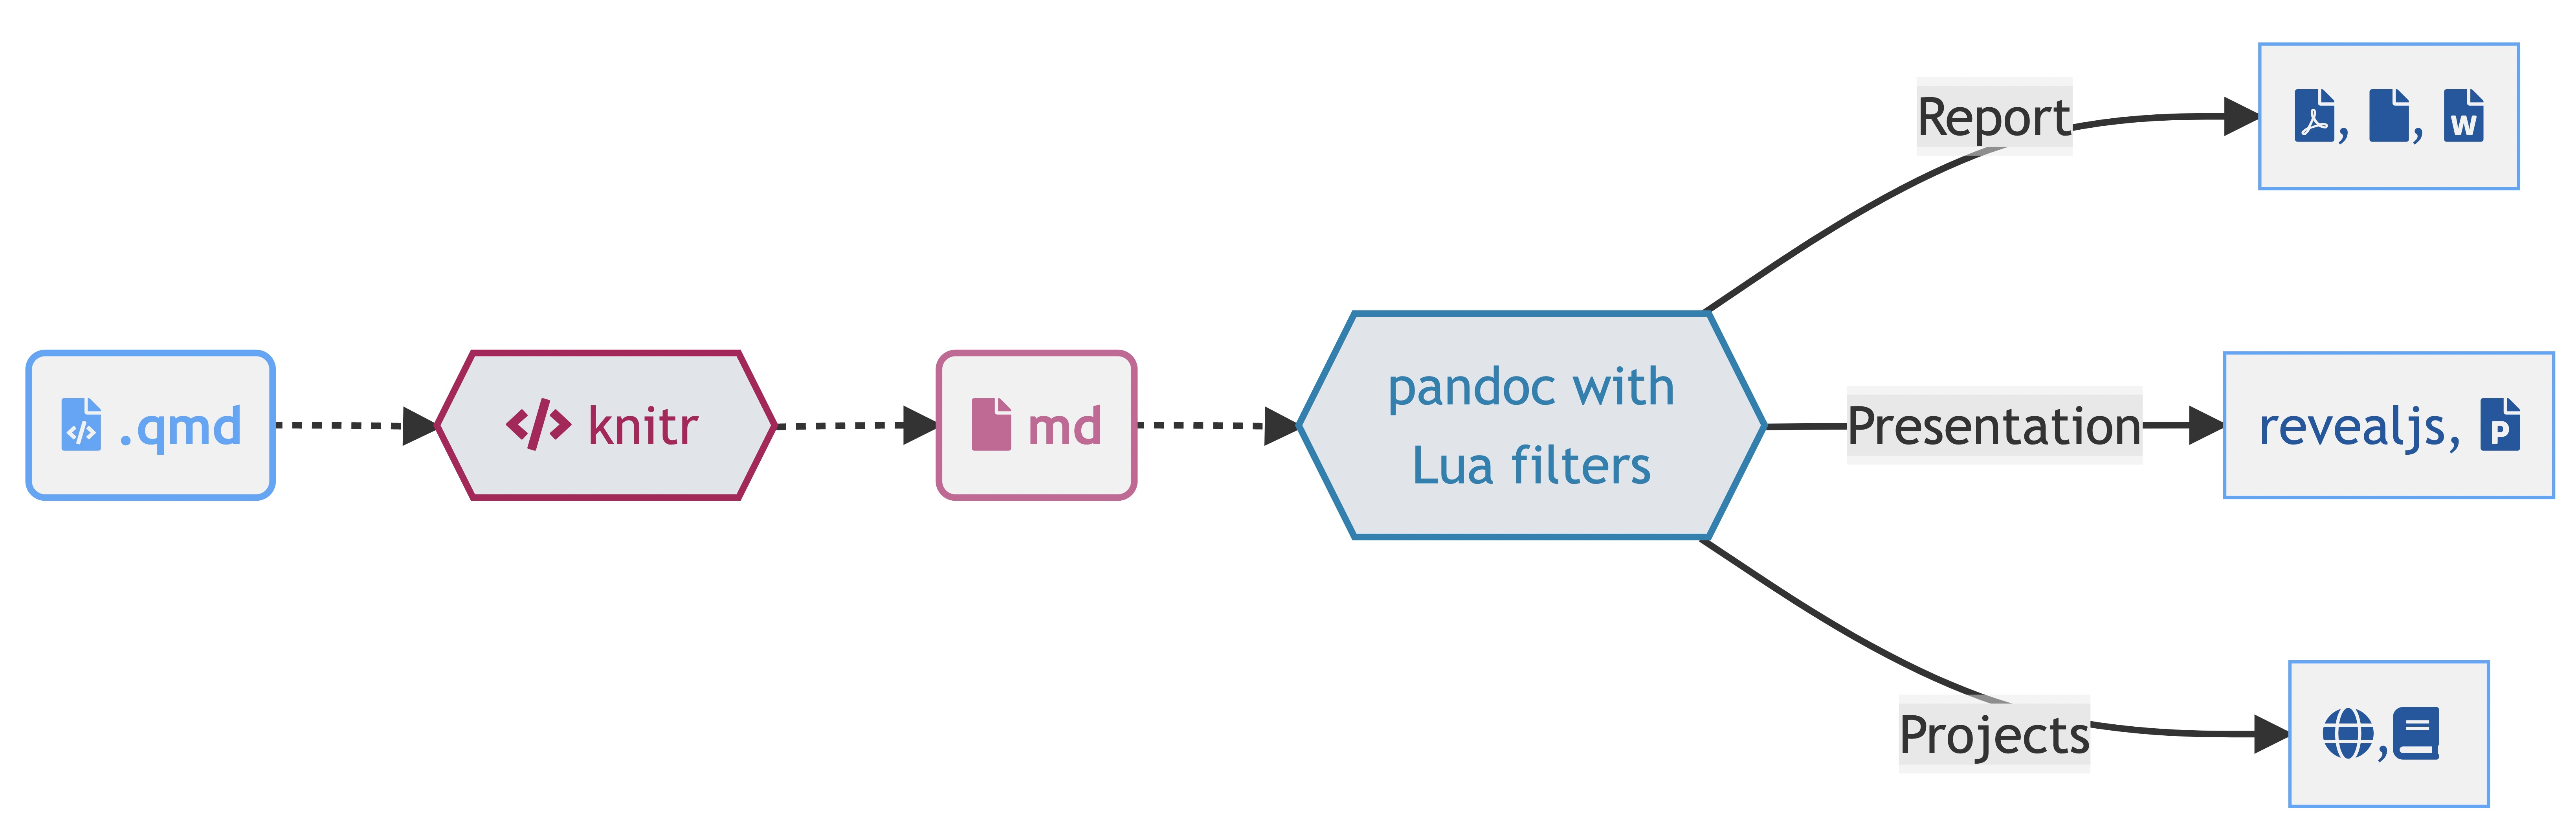 .qmd
</> knitr
md
pandoc with
Lua filters
Report
, , W
Presentation
revealjs, P
Projects
,